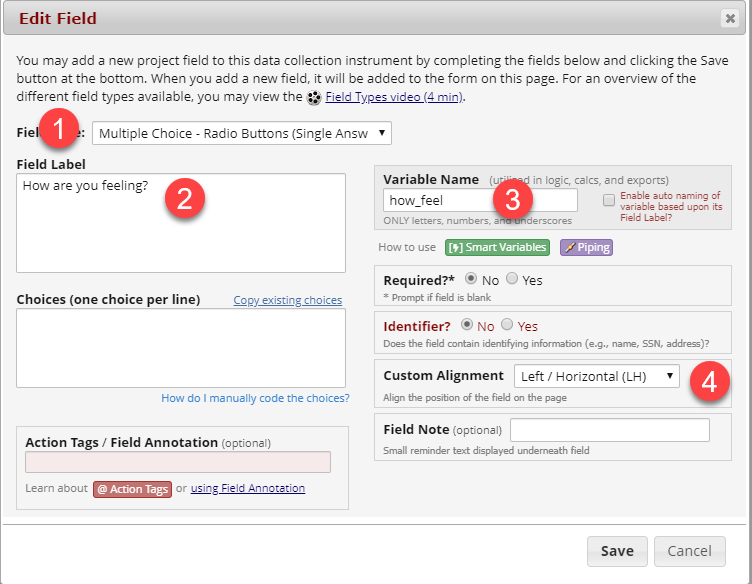 Edit Field
You may add a new project field to this data collection instrument by completing the fields below and clicking the Save
button at the bottom. When you add a new field, it will be added to the form on this page. For an overview of the
different field types available, you may view the Field Types video (4 min).
1
Multiple Choice - Radio Buttons (Single Answ
Field Label
How are you feeling?
2
Choices (one choice per line) Copy existing choices
How do I manually code the choices?
Action Tags / Field Annotation (optional)
Learn about @ Action Tags or using Field Annotation
Variable Name (utilized in logic, calcs, and exports)
how_feel
3
Enable auto naming of
variable based upon its
Field Label?
ONLY letters, numbers, and underscores
How to use Smart Variables Piping
Required?* No Yes
* Prompt if field is blank
Identifier? No Yes
Does the field contain identifying information (e.g., name, SSN, address)?
Custom Alignment Left / Horizontal (LH)
4
Align the position of the field on the page
Field Note (optional)
Small reminder text displayed underneath field
Save Cancel